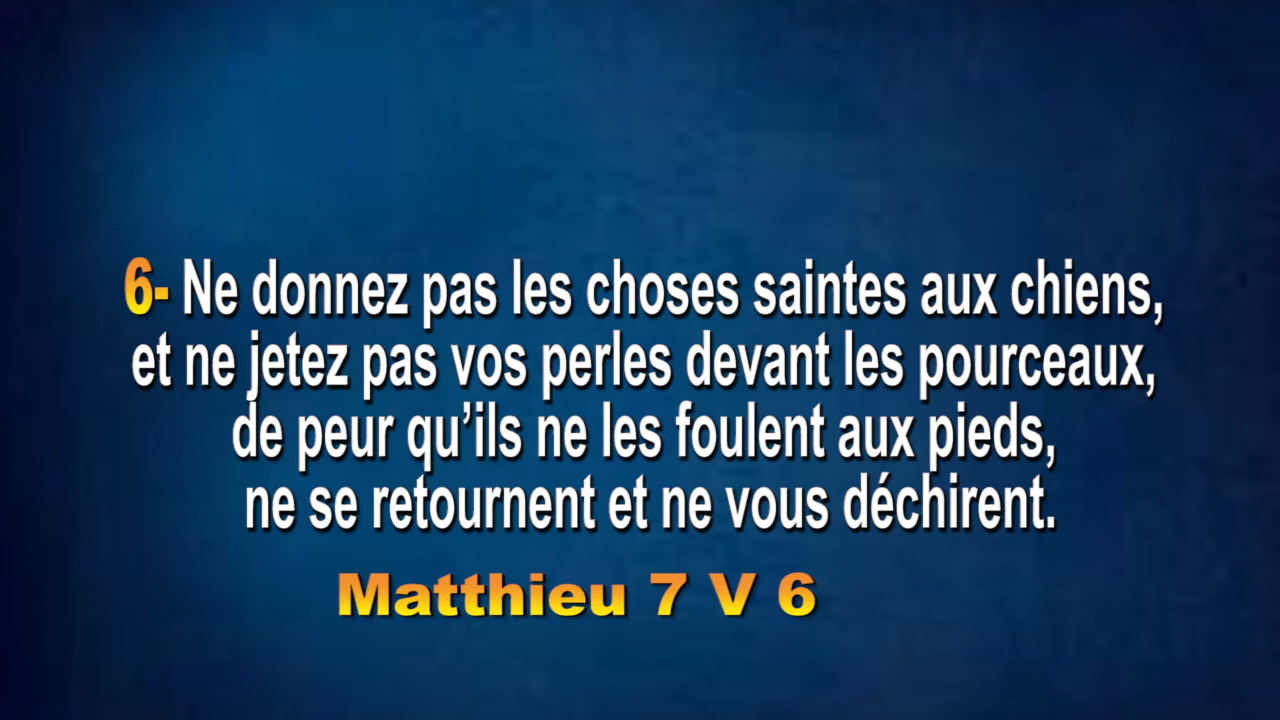 6- Ne donnez pas les choses saintes aux chiens,
et ne jetez pas vos perles devant les pourceaux,
de peur qu’ils ne les foulent aux pieds,
ne se retournent et ne vous déchirent.
Matthieu 7 V 6